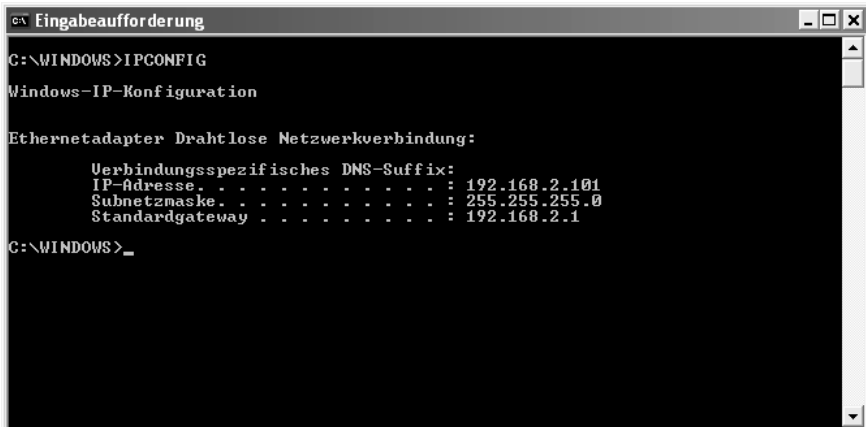 Eingabeaufforderung
C:\WINDOWS>IPCONFIG
Windows-IP-Konfiguration
Ethernetadapter Drahtlose Netzwerkverbindung:
Verbindungsspezifisches DNS-Suffix:
IP-Adresse. . . . . . . . . . . . : 192.168.2.101
Subnetzmaske. . . . . . . . . . . : 255.255.255.0
Standardgateway . . . . . . . . . : 192.168.2.1
C:\WINDOWS>_